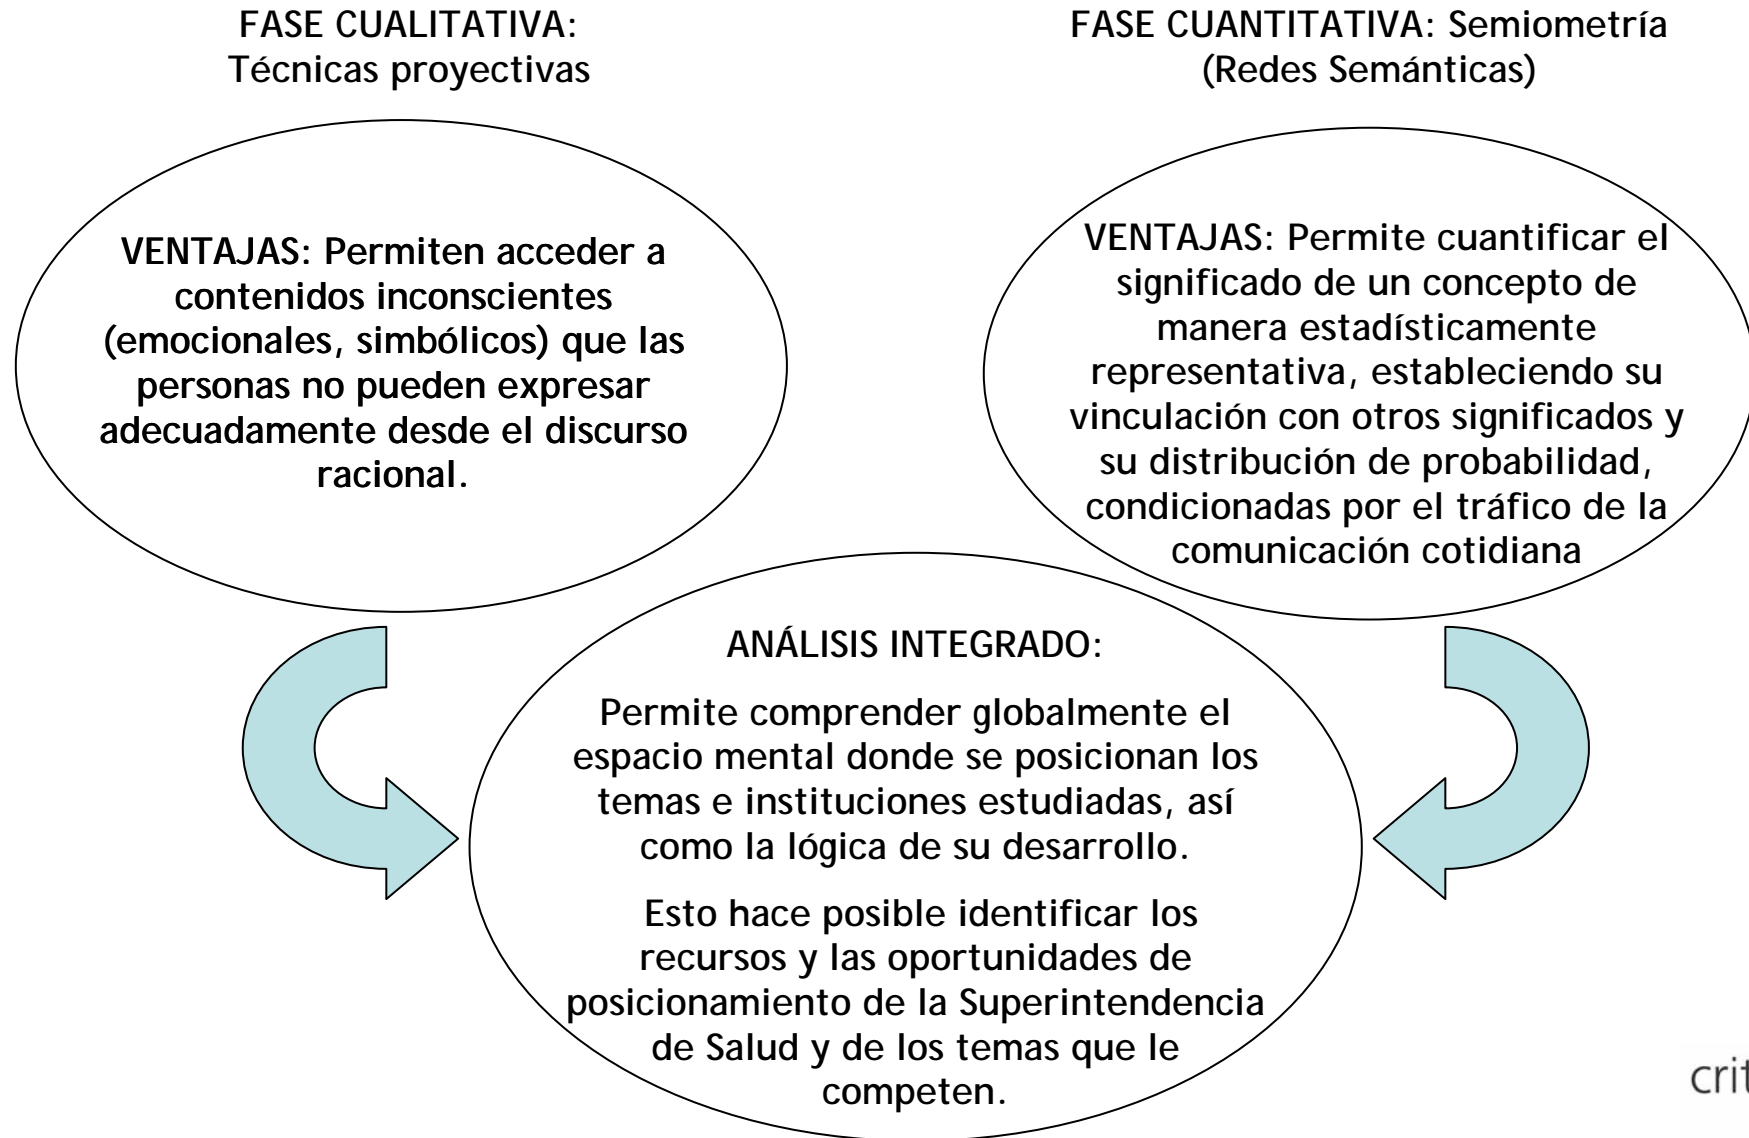 FASE CUALITATIVA:
Técnicas proyectivas
FASE CUANTITATIVA: Semiometría
(Redes Semánticas)
VENTAJAS: Permiten acceder a
contenidos inconscientes
(emocionales, simbólicos) que las
personas no pueden expresar
adecuadamente desde el discurso
racional.
VENTAJAS: Permite cuantificar el
significado de un concepto de
manera estadísticamente
representativa, estableciendo su
vinculación con otros significados y
su distribución de probabilidad,
condicionadas por el tráfico de la
comunicación cotidiana
ANÁLISIS INTEGRADO:
Permite comprender globalmente el
espacio mental donde se posicionan los
temas e instituciones estudiadas, así
como la lógica de su desarrollo.
Esto hace posible identificar los
recursos y las oportunidades de
posicionamiento de la Superintendencia
de Salud y de los temas que le
competen.
crit